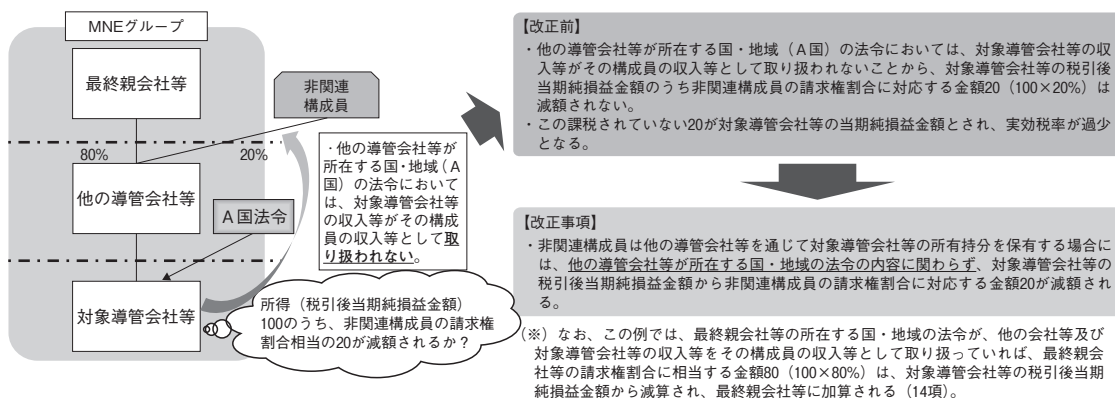 MNEグループ
最終親会社等
非関連
構成員
80%
20%
他の導管会社等
A国法令
対象導管会社等
・他の導管会社等が
所在する国・地域（A
国）の法令において
は、対象導管会社等
の収入等がその構成
員の収入等として取
り扱われない。
所得（税引後当期純損益金額）
100のうち、非関連構成員の請求権
割合相当の20が減額されるか？
【改正前】
・他の導管会社等が所在する国・地域（A国）の法令においては、対象導管会社等の収
入等がその構成員の収入等として取り扱われないことから、対象導管会社等の税引後
当期純損益金額のうち非関連構成員の請求権割合に対応する金額20（100×20%）は
減額されない。
・この課税されていない20が対象導管会社等の当期純損益金額とされ、実効税率が過少
となる。
【改正事項】
・非関連構成員は他の導管会社等を通じて対象導管会社等の所有持分を保有する場合に
は、他の導管会社等が所在する国・地域の法令の内容に関わらず、対象導管会社等の
税引後当期純損益金額から非関連構成員の請求権割合に対応する金額20が減額され
る。
（※）なお、この例では、最終親会社等の所在する国・地域の法令が、他の会社等及び
対象導管会社等の収入等をその構成員の収入等として取り扱っていれば、最終親会
社等の請求権割合に相当する金額80（100×80%）は、対象導管会社等の税引後当期
純損益金額から減算され、最終親会社等に加算される（14項）。